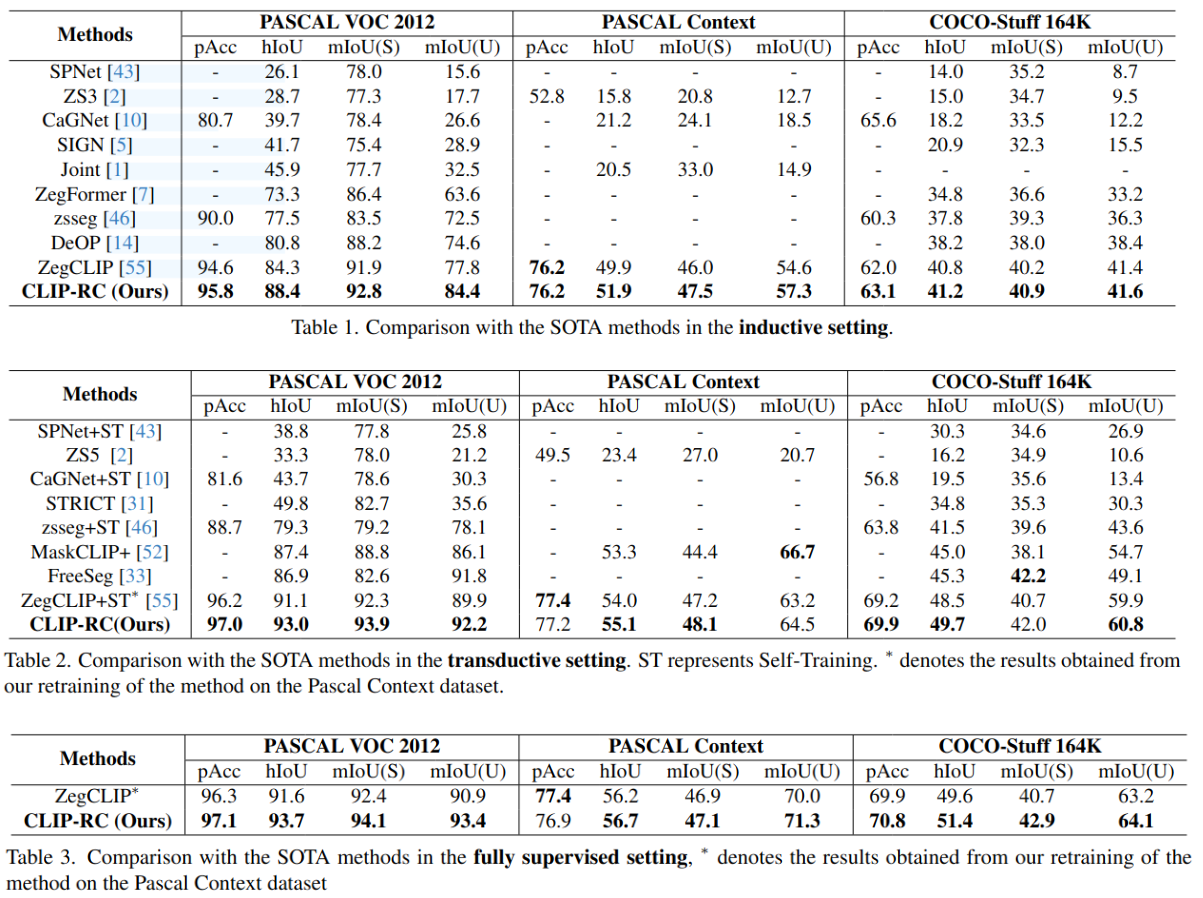 Methods PASCAL VOC 2012 PASCAL Context COCO-Stuff 164K
pAcc hIoU mIoU(S) mIoU(U) pAcc hIoU mIoU(S) mIoU(U) pAcc hIoU mIoU(S) mIoU(U)
SPNet [43] - 26.1 78.0 15.6 - - - - - 14.0 35.2 8.7
ZS3 [2] - 28.7 77.3 17.7 52.8 15.8 20.8 12.7 - 15.0 34.7 9.5
CaGNet [10] 80.7 39.7 78.4 26.6 - 21.2 24.1 18.5 65.6 18.2 33.5 12.2
SIGN [5] - 41.7 75.4 28.9 - - - - - 20.9 32.3 15.5
Joint [1] - 45.9 77.7 32.5 - 20.5 33.0 14.9 - - - -
ZegFormer [7] - 73.3 86.4 63.6 - - - - - 34.8 36.6 33.2
zsseg [46] 90.0 77.5 83.5 72.5 - - - - 60.3 37.8 39.3 36.3
DeOP [14] - 80.8 88.2 74.6 - - - - - 38.2 38.0 38.4
ZegCLIP [55] 94.6 84.3 91.9 77.8 76.2 49.9 46.0 54.6 62.0 40.8 40.2 41.4
CLIP-RC (Ours) 95.8 88.4 92.8 84.4 76.2 51.9 47.5 57.3 63.1 41.2 40.9 41.6
Table 1. Comparison with the SOTA methods in the inductive setting.
Methods PASCAL VOC 2012 PASCAL Context COCO-Stuff 164K
pAcc hIoU mIoU(S) mIoU(U) pAcc hIoU mIoU(S) mIoU(U) pAcc hIoU mIoU(S) mIoU(U)
SPNet+ST [43] - 38.8 77.8 25.8 - - - - - 30.3 34.6 26.9
ZS5 [2] - 33.3 78.0 21.2 49.5 23.4 27.0 20.7 - 16.2 34.9 10.6
CaGNet+ST [10] 81.6 43.7 78.6 30.3 - - - - 56.8 19.5 35.6 13.4
STRICT [31] - 49.8 82.7 35.6 - - - - - 34.8 35.3 30.3
zsseg+ST [46] 88.7 79.3 79.2 78.1 - - - - 63.8 41.5 39.6 43.6
MaskCLIP+ [52] - 87.4 88.8 86.1 - 53.3 44.4 66.7 - 45.0 38.1 54.7
FreeSeg [33] - 86.9 82.6 91.8 - - - - - 45.3 42.2 49.1
ZegCLIP+ST* [55] 96.2 91.1 92.3 89.9 77.4 54.0 47.2 63.2 69.2 48.5 40.7 59.9
CLIP-RC(Ours) 97.0 93.0 93.9 92.2 77.2 55.1 48.1 64.5 69.9 49.7 42.0 60.8
Table 2. Comparison with the SOTA methods in the transductive setting. ST represents Self-Training. * denotes the results obtained from
our retraining of the method on the Pascal Context dataset.
Methods PASCAL VOC 2012 PASCAL Context COCO-Stuff 164K
pAcc hIoU mIoU(S) mIoU(U) pAcc hIoU mIoU(S) mIoU(U) pAcc hIoU mIoU(S) mIoU(U)
ZegCLIP* 96.3 91.6 92.4 90.9 77.4 56.2 46.9 70.0 69.9 49.6 40.7 63.2
CLIP-RC (Ours) 97.1 93.7 94.1 93.4 76.9 56.7 47.1 71.3 70.8 51.4 42.9 64.1
Table 3. Comparison with the SOTA methods in the fully supervised setting, * denotes the results obtained from our retraining of the
method on the Pascal Context dataset